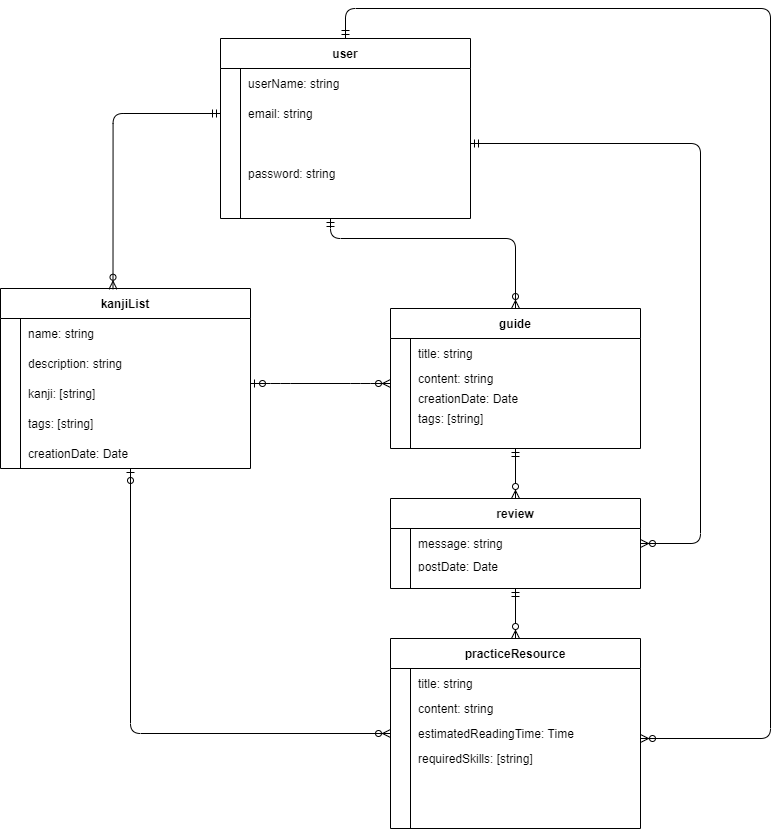 user
userName: string
email: string
password: string
kanjiList
name: string
description: string
kanji: [string]
tags: [string]
creationDate: Date
guide
title: string
content: string
creationDate: Date
tags: [string]
review
message: string
postDate: Date
practiceResource
title: string
content: string
estimatedReadingTime: Time
requiredSkills: [string]